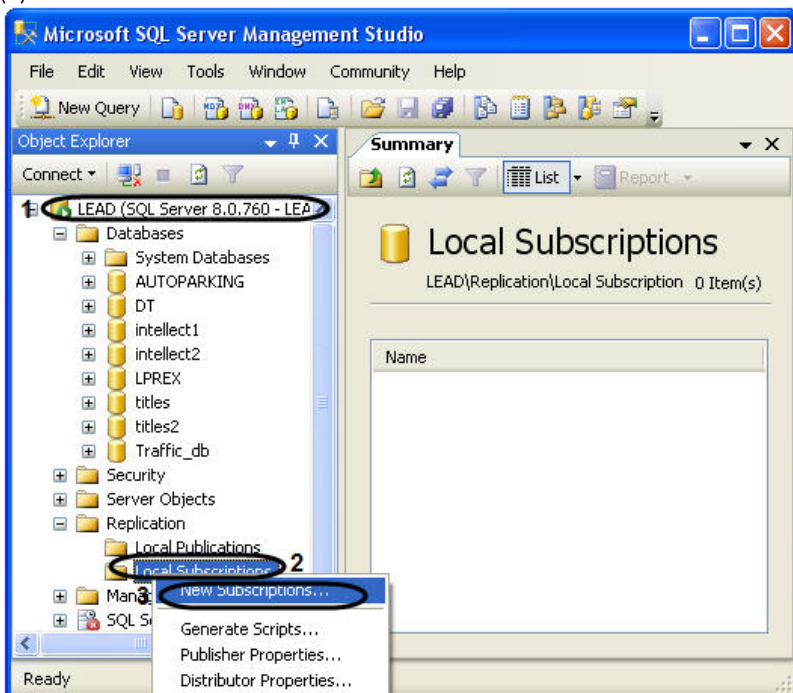 Microsoft SQL Server Management Studio
File Edit View Tools Window Community Help
New Query
Object Explorer
Summary
Connect
List
Report
1
LEAD (SQL Server 8.0.760 - LEA
Databases
System Databases
AUTOPARKING
DT
intellect1
intellect2
LPREX
titles
titles2
Traffic_db
Security
Server Objects
Replication
Local Publications
Local Subscriptions
2
3
New Subscriptions...
Generate Scripts...
Publisher Properties...
Distributor Properties...
Local Subscriptions
LEAD\Replication\Local Subscription 0 Item(s)
Name
Ready